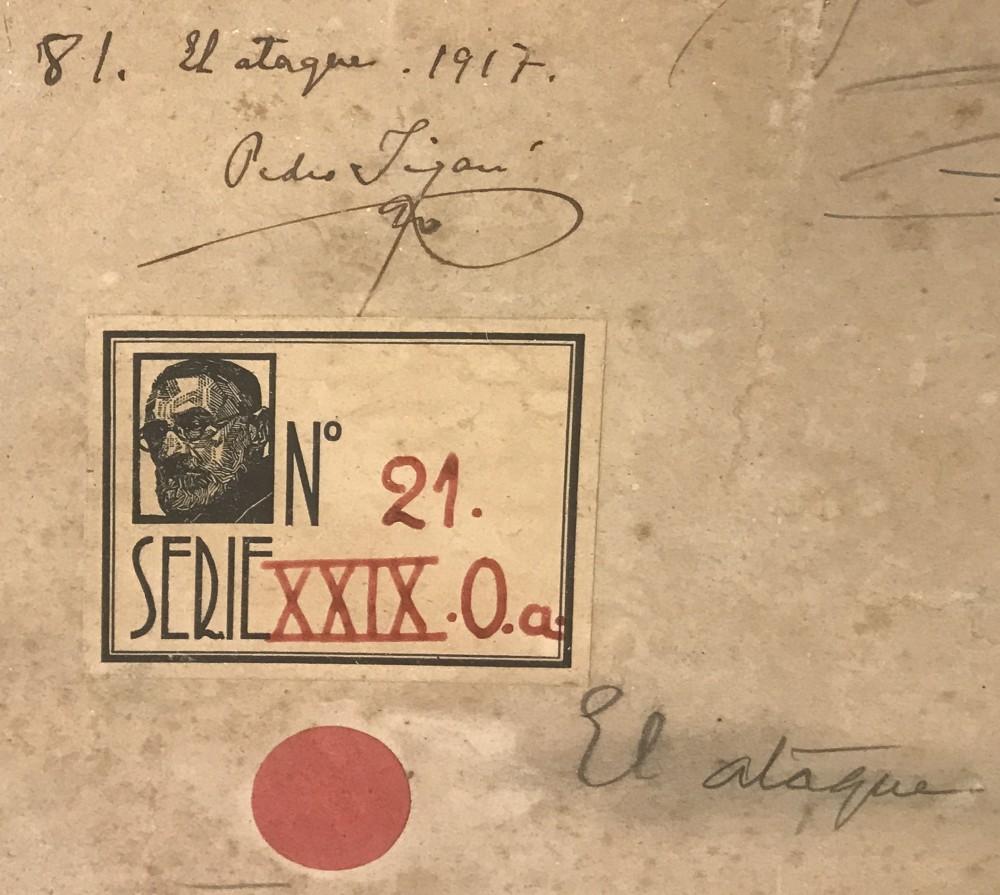 81. El ataque. 1917.
Pedro Figari
Nº 21.
SERIE XXIX.O.a.
El ataque